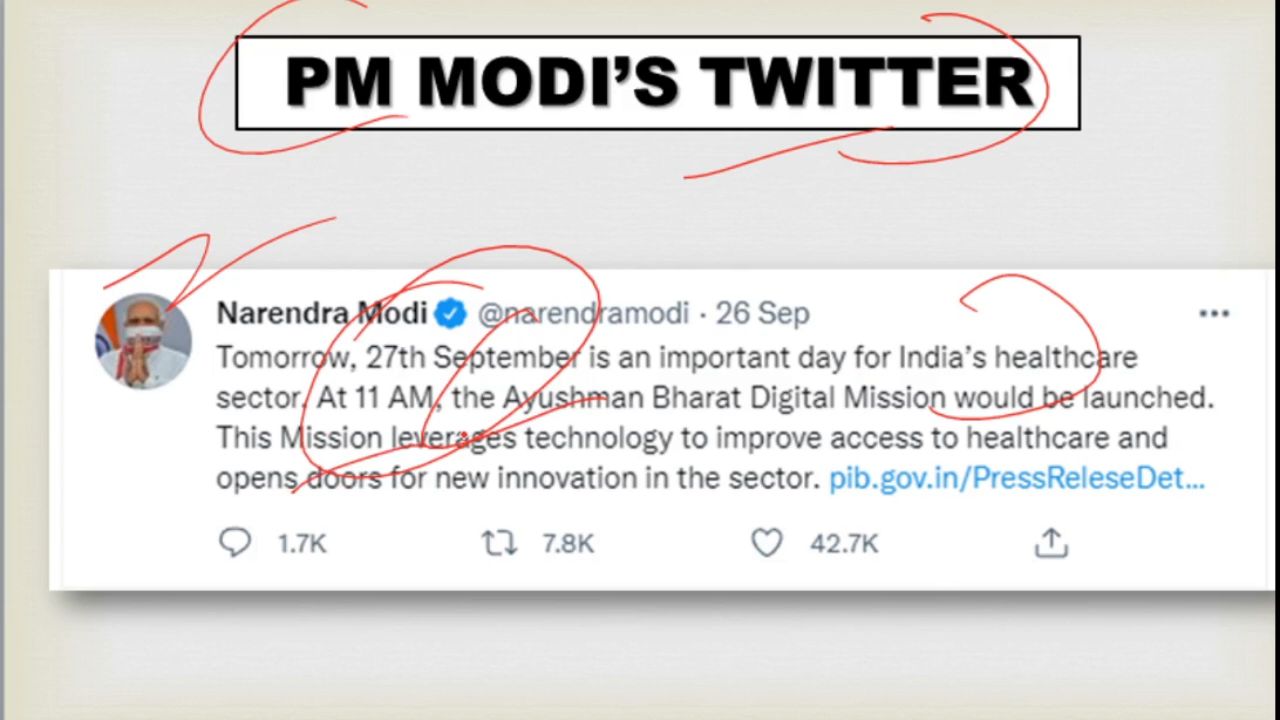 PM MODI’S TWITTER
Narendra Modi @narendramodi · 26 Sep
Tomorrow, 27th September is an important day for India’s healthcare
sector. At 11 AM, the Ayushman Bharat Digital Mission would be launched.
This Mission leverages technology to improve access to healthcare and
opens doors for new innovation in the sector. pib.gov.in/PressReleseDet...
1.7K 7.8K 42.7K